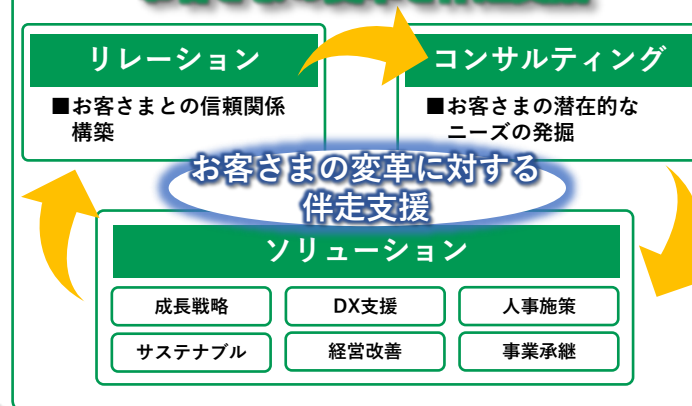 リレーション
■お客さまとの信頼関係
構築
コンサルティング
■お客さまの潜在的な
ニーズの発掘
お客さまの変革に対する
伴走支援
ソリューション
成長戦略
DX支援
人事施策
サステナブル
経営改善
事業承継